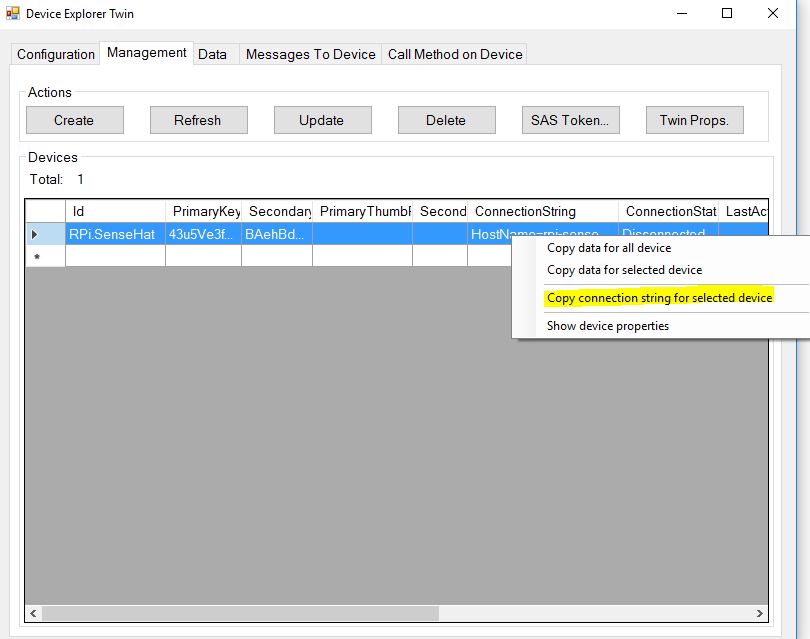 Device Explorer Twin
Configuration Management Data Messages To Device Call Method on Device
Actions
Create Refresh Update Delete SAS Token... Twin Props.
Devices
Total: 1
Id PrimaryKey Secondary PrimaryThumb Second ConnectionString ConnectionStat LastAc
RPi.SenseHat 43u5Ve3f... BAehBd... HostName=rpi-sense Disconnected
*
Copy data for all device
Copy data for selected device
Copy connection string for selected device
Show device properties